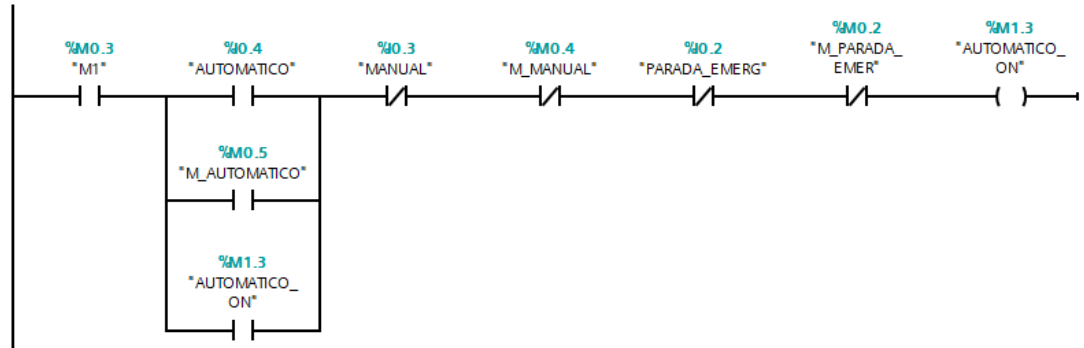 %M0.2 %M1.3
%M0.3 %I0.4 %I0.3 %M0.4 %I0.2 "M_PARADA_ "AUTOMATICO_
"M1" "AUTOMATICO" "MANUAL" "M_MANUAL" "PARADA_EMERG" EMER" ON"
%M0.5
"M_AUTOMATICO"
%M1.3
"AUTOMATICO_
ON"